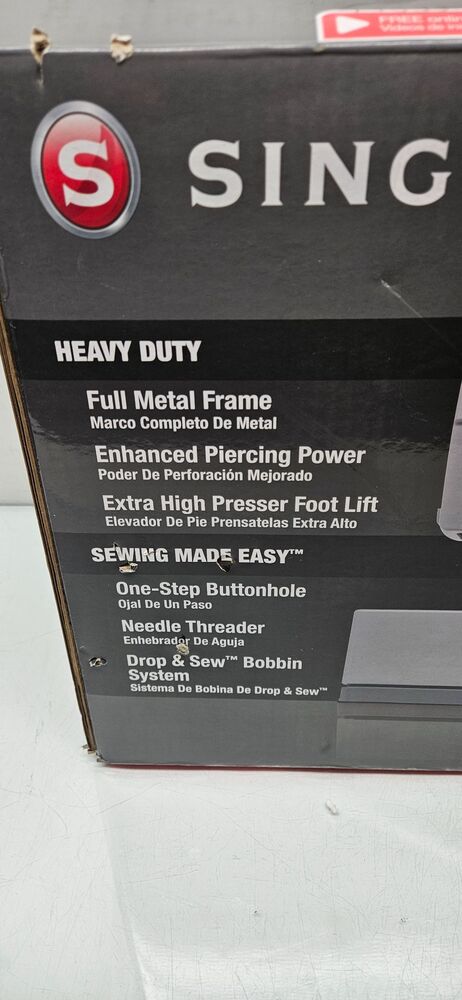 FREE
Videos de
S
SING
HEAVY DUTY
Full Metal Frame
Marco Completo De Metal
Enhanced Piercing Power
Poder De Perforación Mejorado
Extra High Presser Foot Lift
Elevador De Pie Prensatelas Extra Alto
SEWING MADE EASY™
One-Step Buttonhole
Ojal De Un Paso
Needle Threader
Enhebrador De Aguja
Drop & Sew™ Bobbin
System
Sistema De Bobina De Drop & Sew™